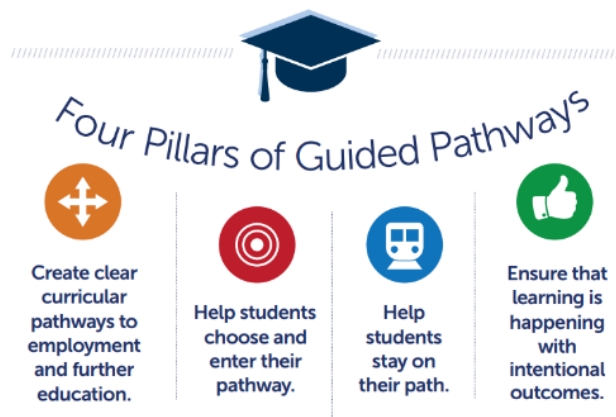 Four Pillars of Guided Pathways
Create clear
curricular
pathways to
employment
and further
education.
Help students
choose and
enter their
pathway.
Help
students
stay on
their path.
Ensure that
learning is
happening
with
intentional
outcomes.